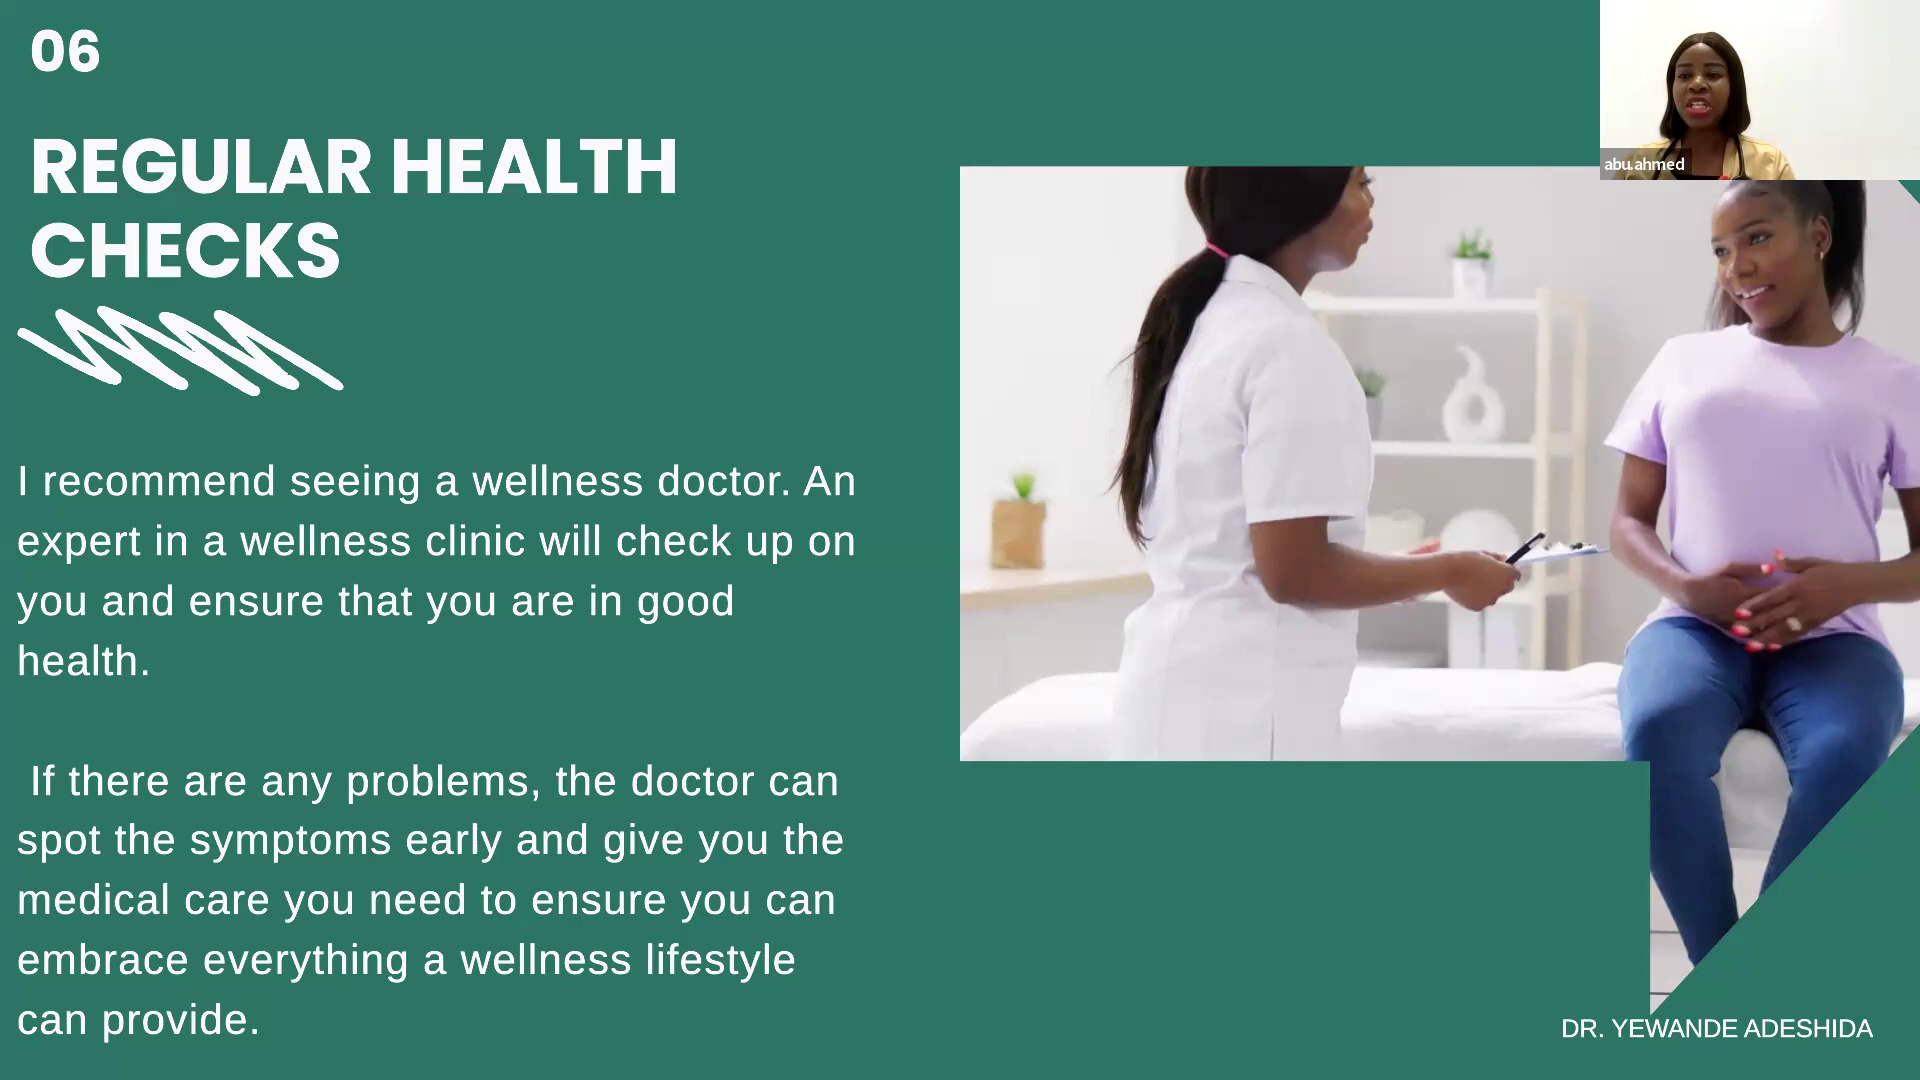 06
REGULAR HEALTH
CHECKS
I recommend seeing a wellness doctor. An
expert in a wellness clinic will check up on
you and ensure that you are in good
health.
If there are any problems, the doctor can
spot the symptoms early and give you the
medical care you need to ensure you can
embrace everything a wellness lifestyle
can provide.
abu.ahmed
DR. YEWANDE ADESHIDA